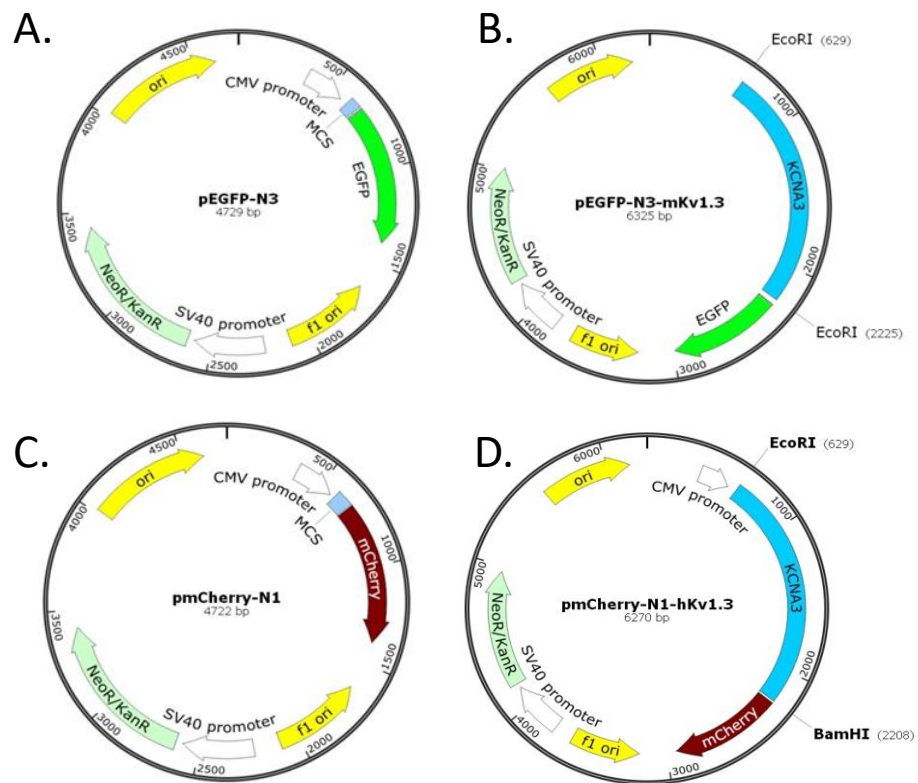 A.
4500
ori
4000
CMV promoter
500
MCS
1000
EGFP
pEGFP-N3
4729 bp
3500
1500
NeoR/KanR
SV40 promoter
f1 ori
3000
2500
2000
B.
EcoRI (629)
6000
ori
1000
KCNA3
5000
pEGFP-N3-mKv1.3
6325 bp
NeoR/KanR
SV40 promoter
2000
EGFP
EcoRI (2225)
4000
f1 ori
3000
C.
4500
ori
4000
CMV promoter
500
MCS
1000
mCherry
pmCherry-N1
4722 bp
3500
1500
NeoR/KanR
SV40 promoter
f1 ori
3000
2500
2000
D.
EcoRI (629)
6000
ori
CMV promoter
1000
KCNA3
5000
pmCherry-N1-hKv1.3
6270 bp
NeoR/KanR
SV40 promoter
2000
mCherry
BamHI (2208)
4000
f1 ori
3000